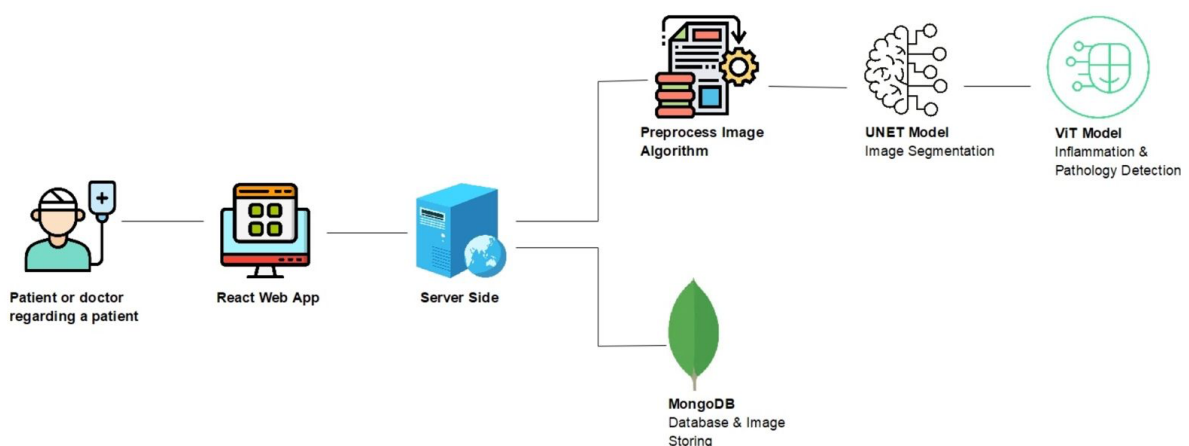 Preprocess Image
Algorithm
UNET Model
Image Segmentation
ViT Model
Inflammation &
Pathology Detection
Patient or doctor
regarding a patient
React Web App
Server Side
MongoDB
Database & Image
Storing